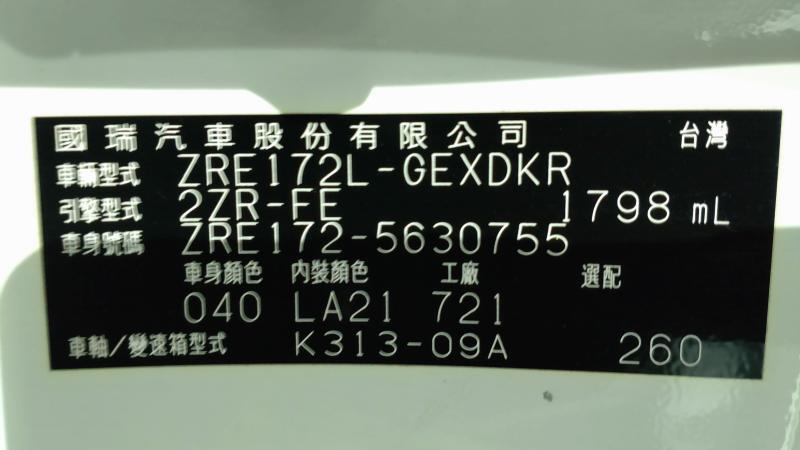 國瑞汽車股份有限公司 台灣
車輛型式 ZRE172L-GEXDKR
引擎型式 2ZR-FE 1798 mL
車身號碼 ZRE172-5630755
車身顏色 內裝顏色 工廠 選配
040 LA21 721
車軸/變速箱型式 K313-09A 260